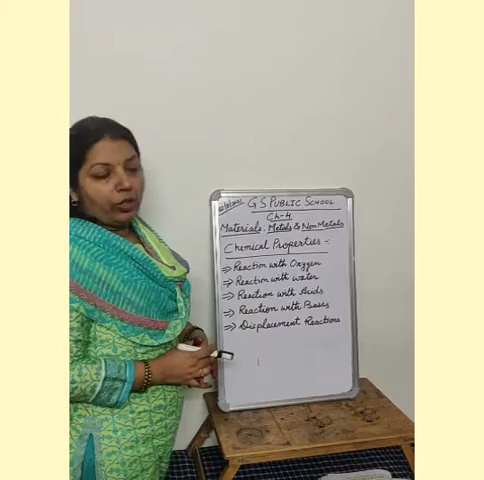 G S PUBLIC SCHOOL
Ch-4
Materials : Metals & Non Metals
Chemical Properties :-
⇒ Reaction with Oxygen
⇒ Reaction with water
⇒ Reaction with Acids
⇒ Reaction with Bases
⇒ Displacement Reactions